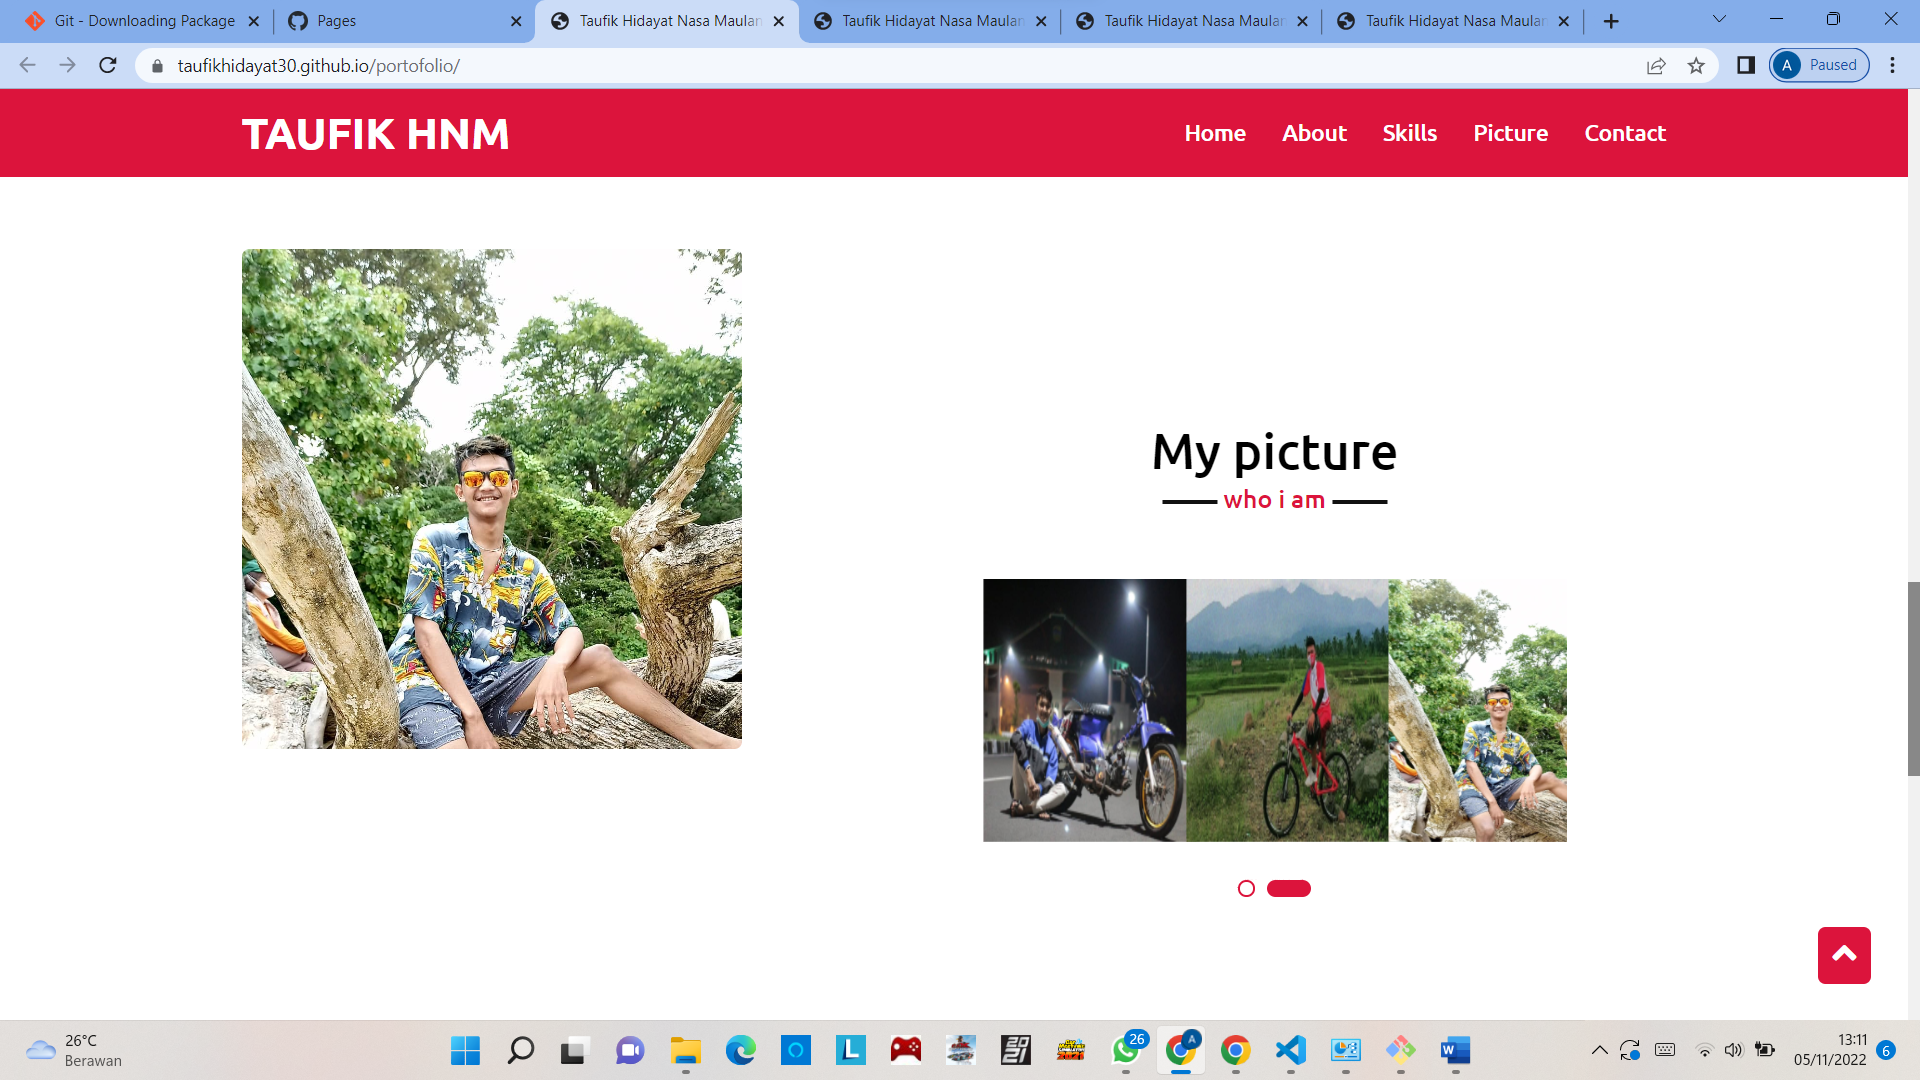 Git - Downloading Package
Pages
Taufik Hidayat Nasa Maulan
Taufik Hidayat Nasa Maulan
Taufik Hidayat Nasa Maulan
Taufik Hidayat Nasa Maulan
taufikhidayat30.github.io/portofolio/
A Paused
TAUFIK HNM
Home About Skills Picture Contact
My picture
who i am
26°C
Berawan
L
2021
26
A
W
13:11
05/11/2022
6